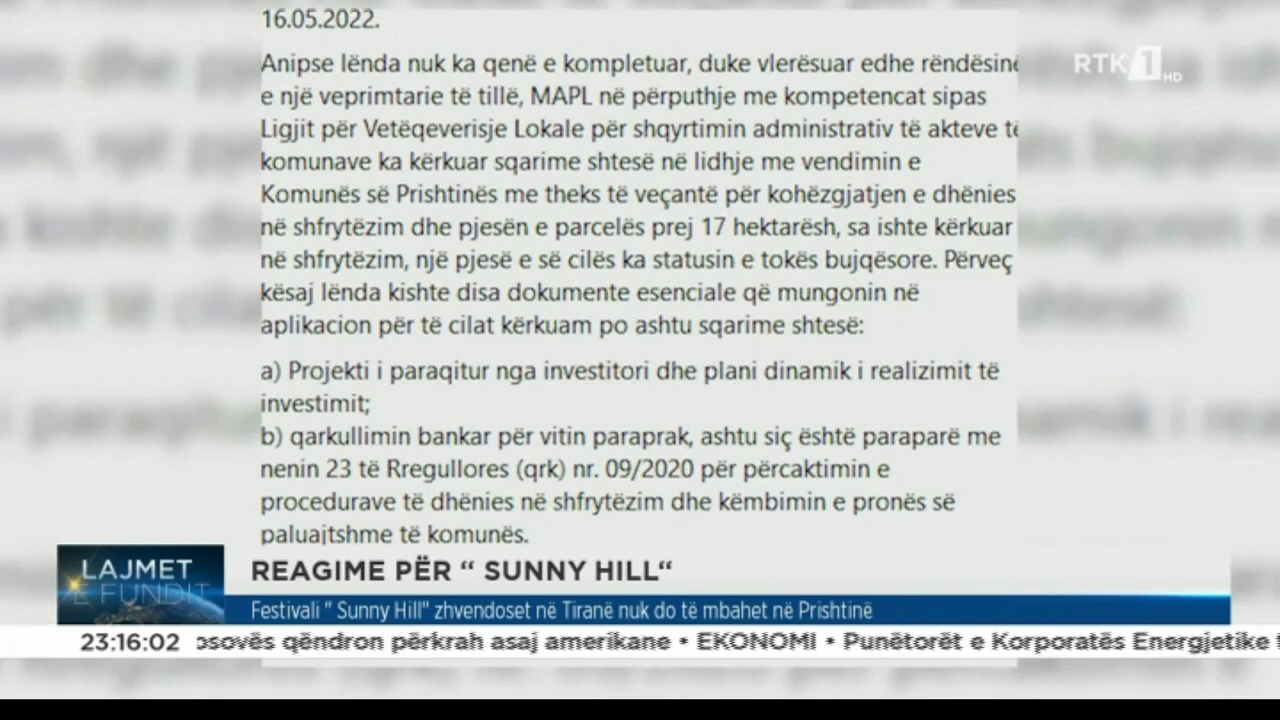 16.05.2022.
Anipse lënda nuk ka qenë e kompletuar, duke vlerësuar edhe rëndësinë
e një veprimtarie të tillë, MAPL në përputhje me kompetencat sipas
Ligjit për Vetëqeverisje Lokale për shqyrtimin administrativ të akteve të
komunave ka kërkuar sqarime shtesë në lidhje me vendimin e
Komunës së Prishtinës me theks të veçantë për kohëzgjatjen e dhënies
në shfrytëzim dhe pjesën e parcelës prej 17 hektarësh, sa ishte kërkuar
në shfrytëzim, një pjesë e së cilës ka statusin e tokës bujqësore. Përveç
kësaj lënda kishte disa dokumente esenciale që mungonin në
aplikacion për të cilat kërkuam po ashtu sqarime shtesë:
a) Projekti i paraqitur nga investitori dhe plani dinamik i realizimit të
investimit;
b) qarkullimin bankar për vitin paraprak, ashtu siç është paraparë me
nenin 23 të Rregullores (qrk) nr. 09/2020 për përcaktimin e
procedurave të dhënies në shfrytëzim dhe këmbimin e pronës së
paluajtshme të komunës.
RTK 1 HD
LAJMET
E FUNDIT
REAGIME PËR “ SUNNY HILL“
Festivali " Sunny Hill" zhvendoset në Tiranë nuk do të mbahet në Prishtinë
23:16:02 osovës qëndron përkrah asaj amerikane • EKONOMI • Punëtorët e Korporatës Energjetike